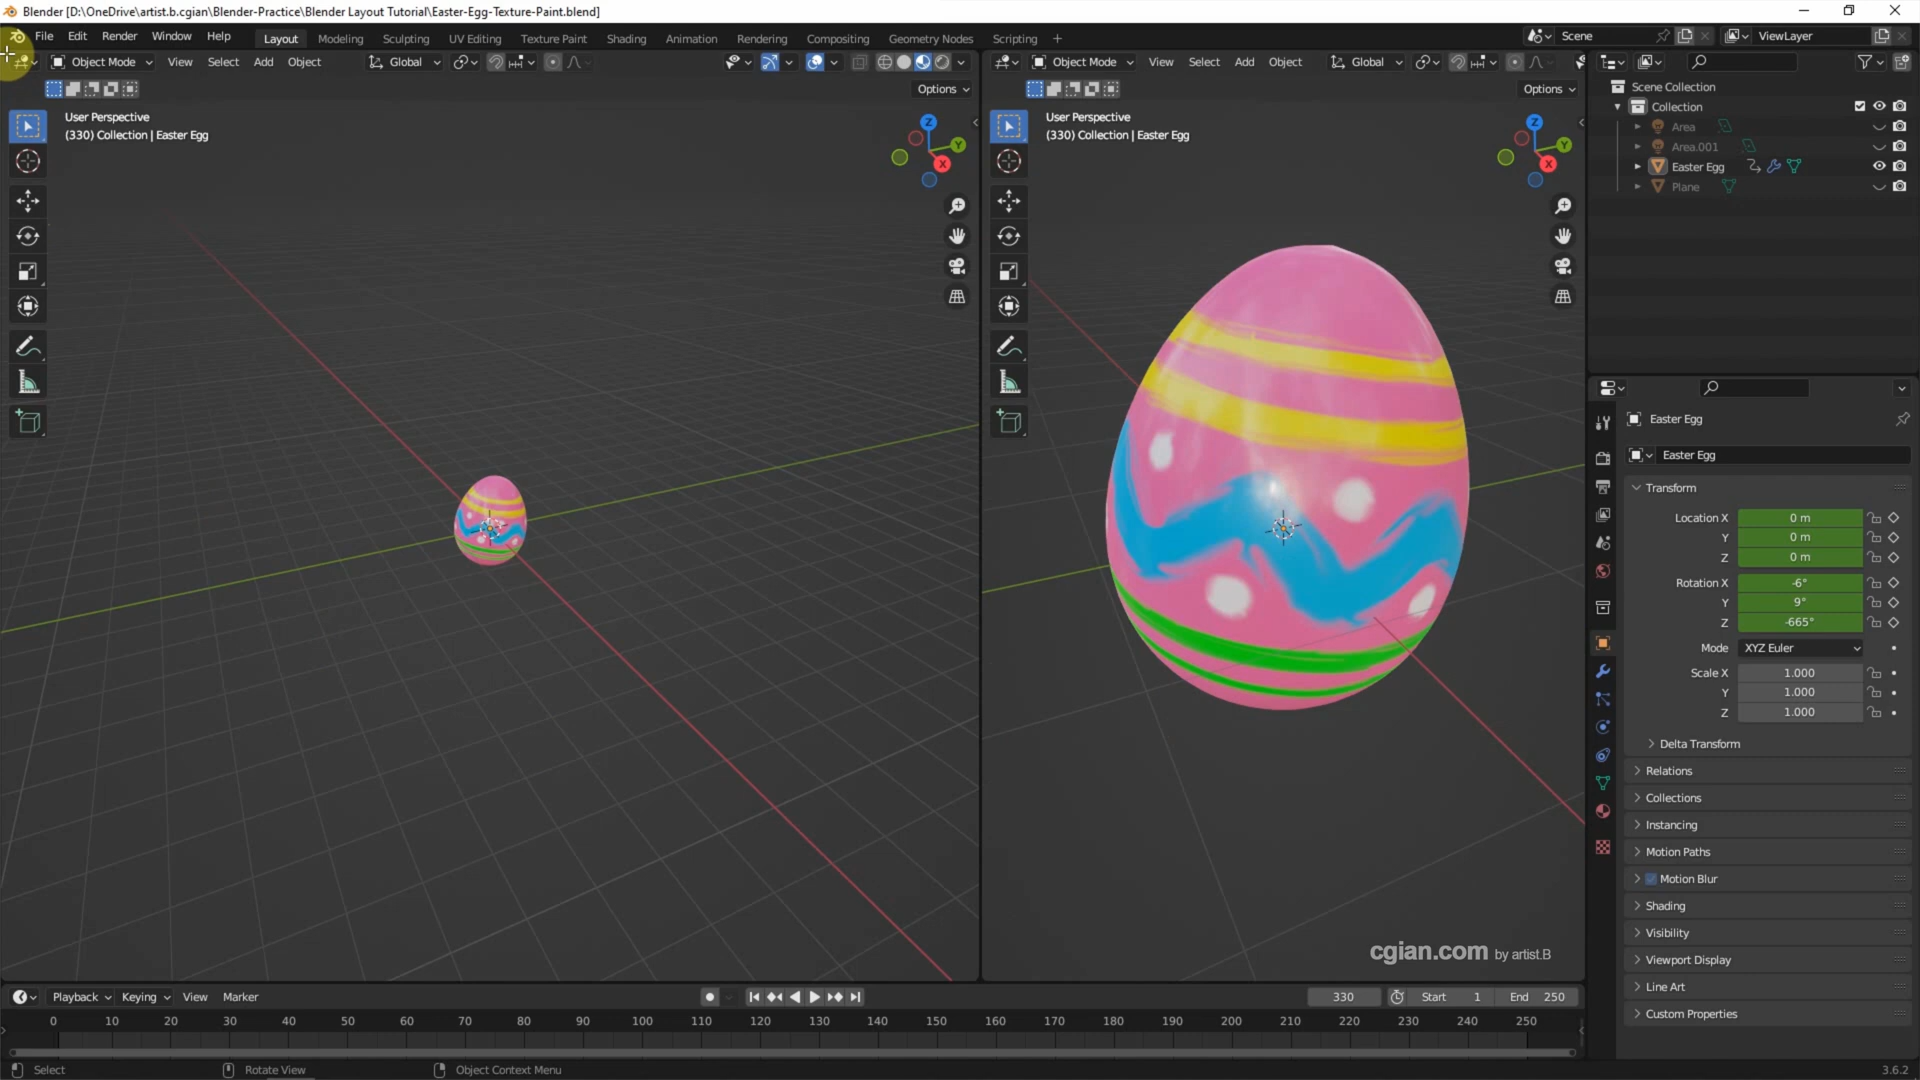 Blender [D:\OneDrive\artist.b.cgian\Blender-Practice\Blender Layout Tutorial\Easter-Egg-Texture-Paint.blend]
File Edit Render Window Help Layout Modeling Sculpting UV Editing Texture Paint Shading Animation Rendering Compositing Geometry Nodes Scripting + Scene ViewLayer
Object Mode View Select Add Object Global
Options
User Perspective
(330) Collection | Easter Egg
Z
Y
X
Object Mode View Select Add Object Global
Options
User Perspective
(330) Collection | Easter Egg
Z
Y
X
cgian.com by artist.B
Scene Collection
Collection
Area
Area.001
Easter Egg
Plane
Easter Egg
Easter Egg
Transform
Location X 0 m
Y 0 m
Z 0 m
Rotation X -6°
Y 9°
Z -665°
Mode XYZ Euler
Scale X 1.000
Y 1.000
Z 1.000
Delta Transform
Relations
Collections
Instancing
Motion Paths
Motion Blur
Shading
Visibility
Viewport Display
Line Art
Custom Properties
Playback Keying View Marker 330 Start 1 End 250
0 10 20 30 40 50 60 70 80 90 100 110 120 130 140 150 160 170 180 190 200 210 220 230 240 250
Select Rotate View Object Context Menu 3.6.2